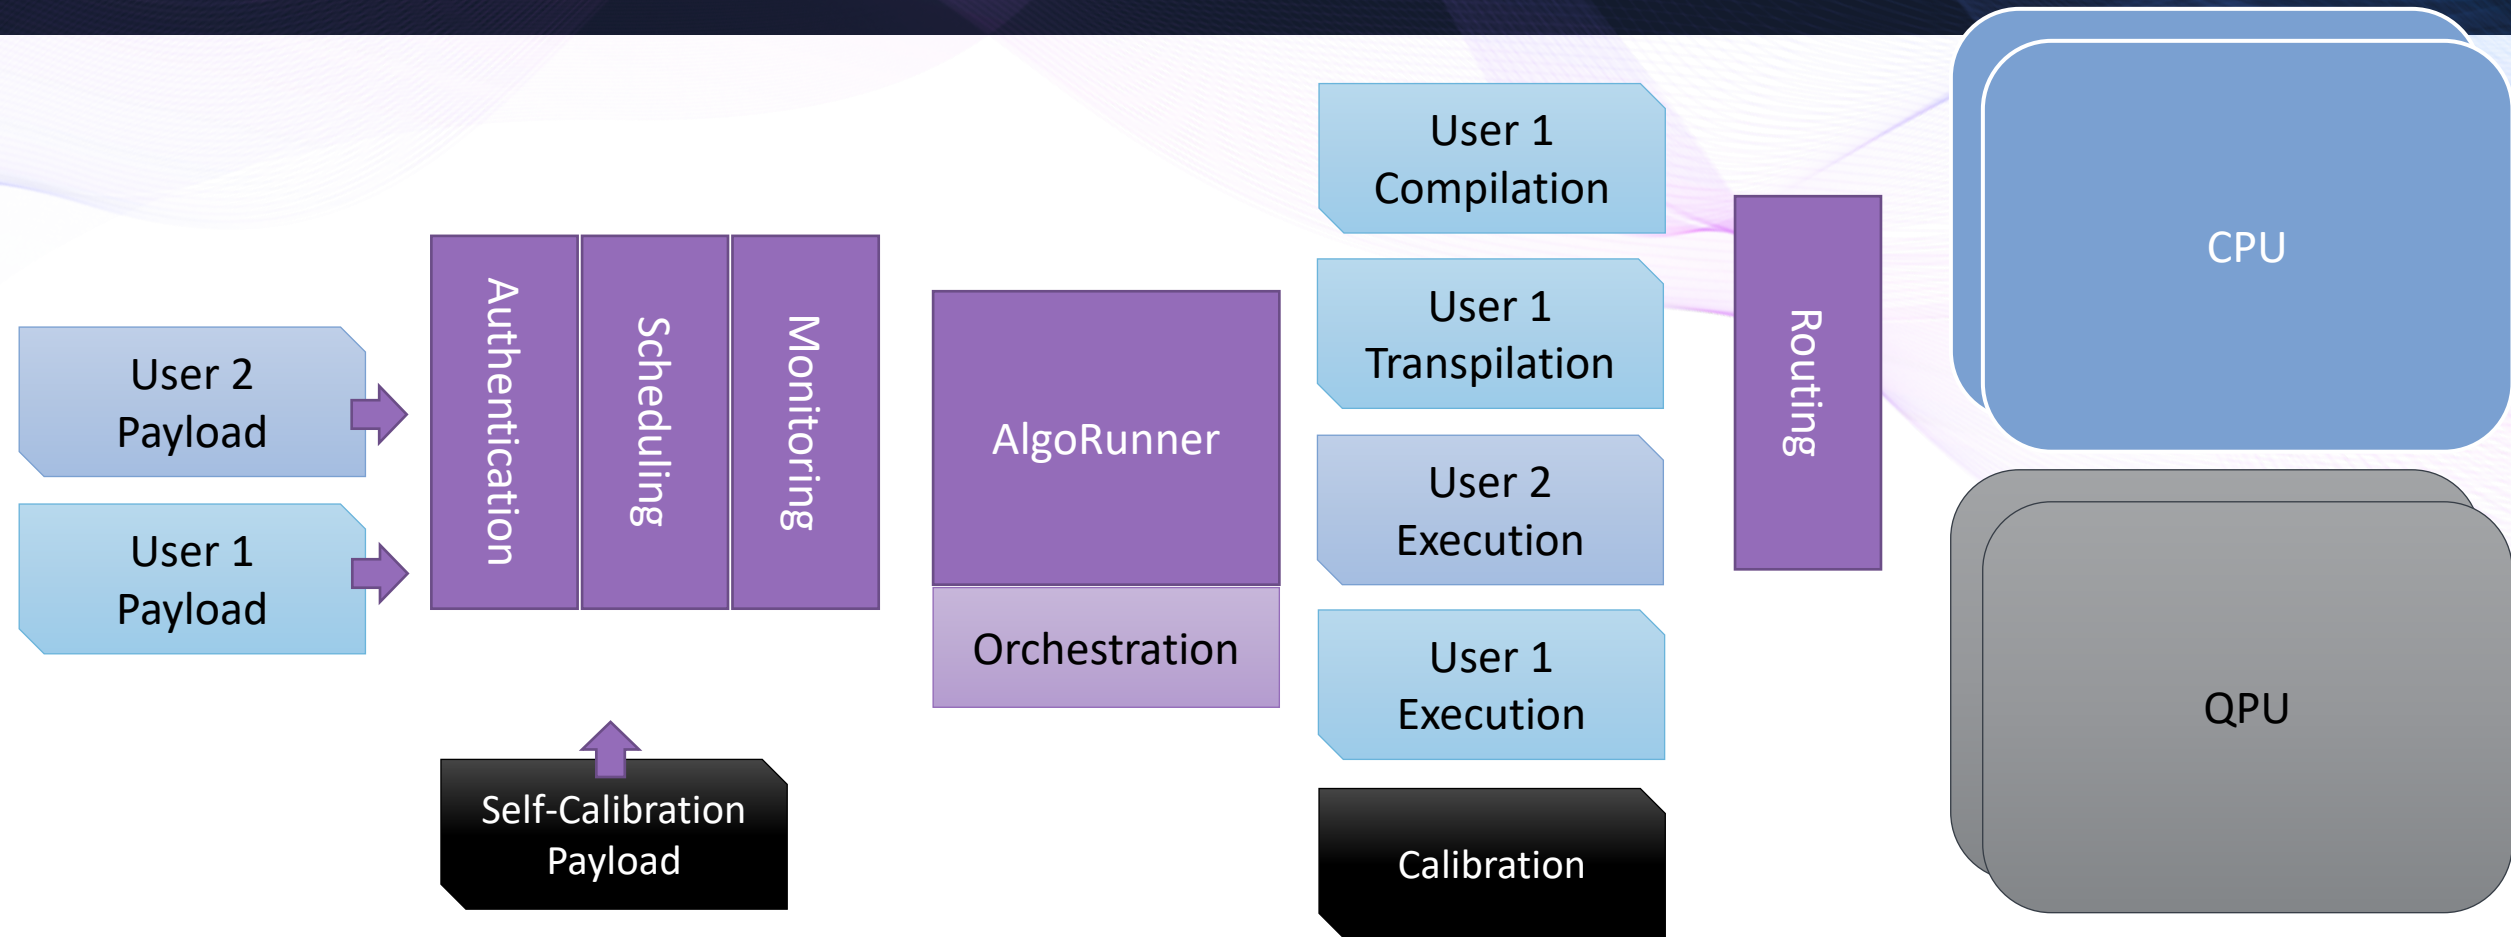 User 2
Payload
User 1
Payload
Authentication
Scheduling
Monitoring
Self-Calibration
Payload
AlgoRunner
Orchestration
User 1
Compilation
User 1
Transpilation
User 2
Execution
User 1
Execution
Calibration
Routing
CPU
QPU